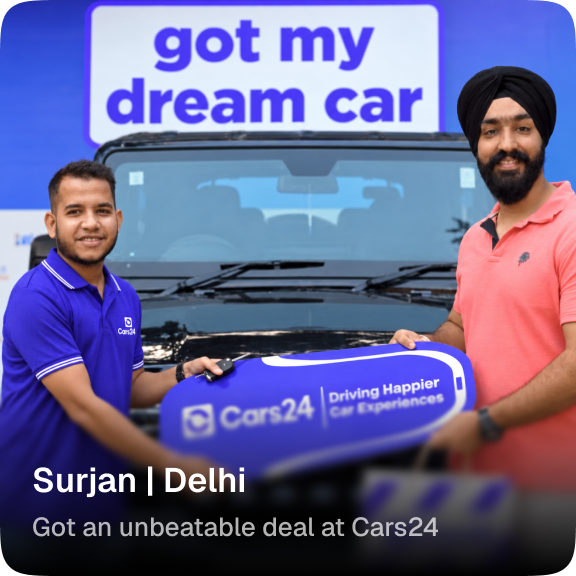 got my
dream car
Cars24
Cars24
Driving Happier
Car Experiences
Surjan | Delhi
Got an unbeatable deal at Cars24